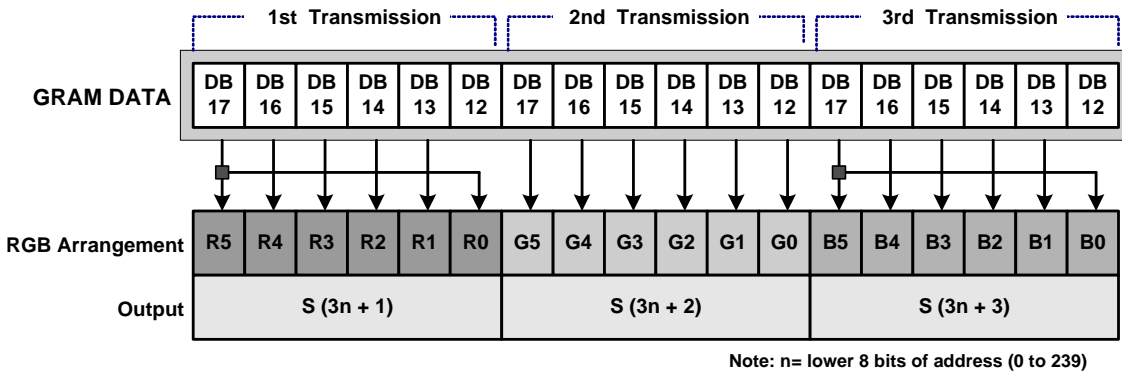 1st Transmission 2nd Transmission 3rd Transmission
GRAM DATA
DB 17 DB 16 DB 15 DB 14 DB 13 DB 12 DB 17 DB 16 DB 15 DB 14 DB 13 DB 12 DB 17 DB 16 DB 15 DB 14 DB 13 DB 12
RGB Arrangement R5 R4 R3 R2 R1 R0 G5 G4 G3 G2 G1 G0 B5 B4 B3 B2 B1 B0
Output S (3n + 1) S (3n + 2) S (3n + 3)
Note: n= lower 8 bits of address (0 to 239)